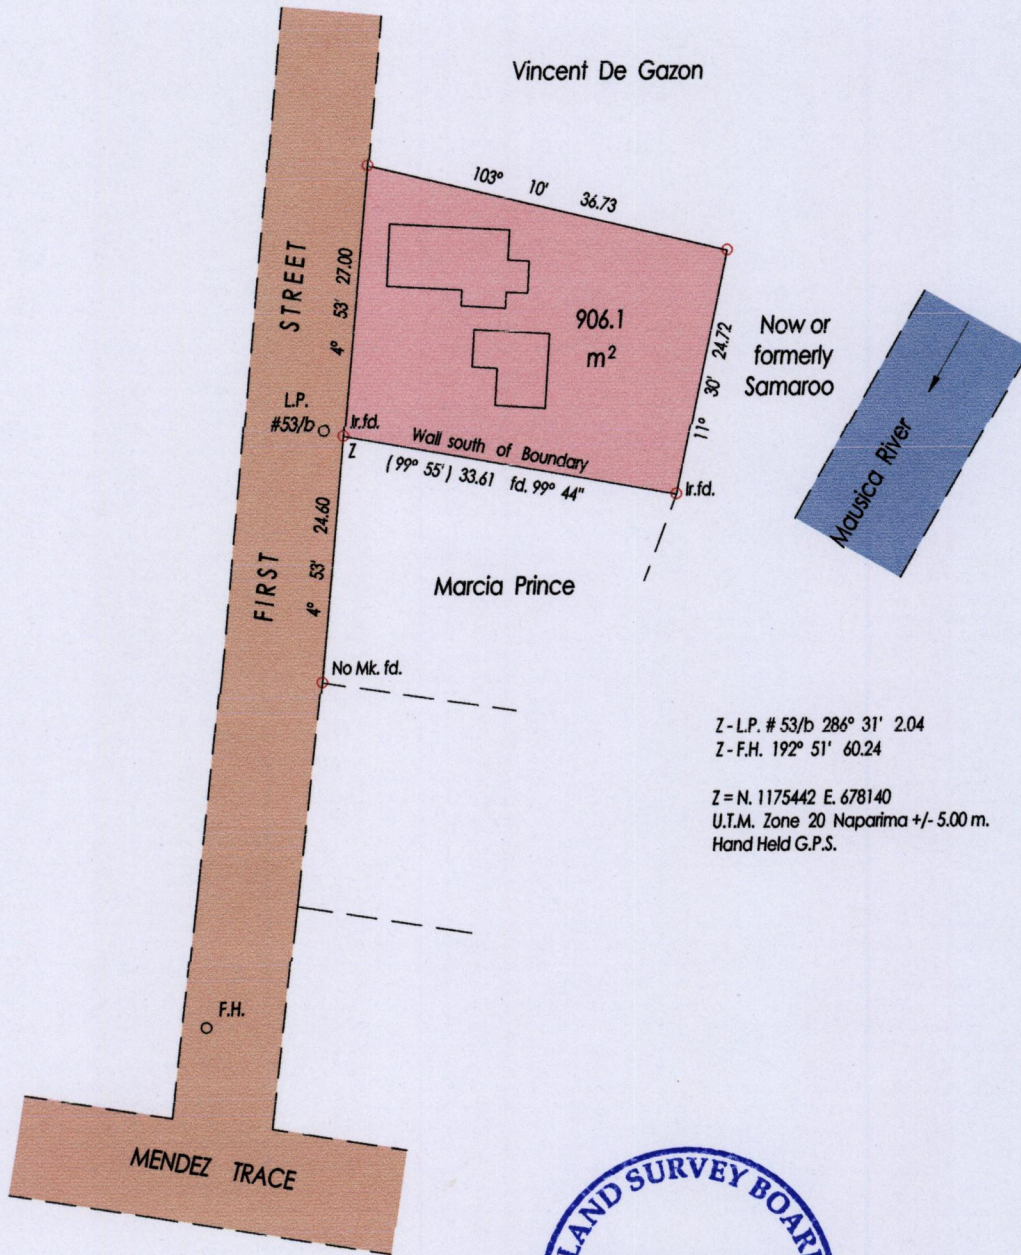 Vincent De Gazon
103° 10' 36.73
STREET
4° 53' 27.00
906.1
m²
11° 30' 24.72
Now or
formerly
Samaroo
L.P.
#53/b
Ir.fd.
Z
Wall south of Boundary
(99° 55') 33.61 fd. 99° 44"
Ir.fd.
Mausica River
FIRST
4° 53' 24.60
Marcia Prince
No Mk. fd.
Z - L.P. # 53/b 286° 31' 2.04
Z - F.H. 192° 51' 60.24
Z = N. 1175442 E. 678140
U.T.M. Zone 20 Naparima +/- 5.00 m.
Hand Held G.P.S.
F.H.
MENDEZ TRACE
LAND SURVEY BOARD